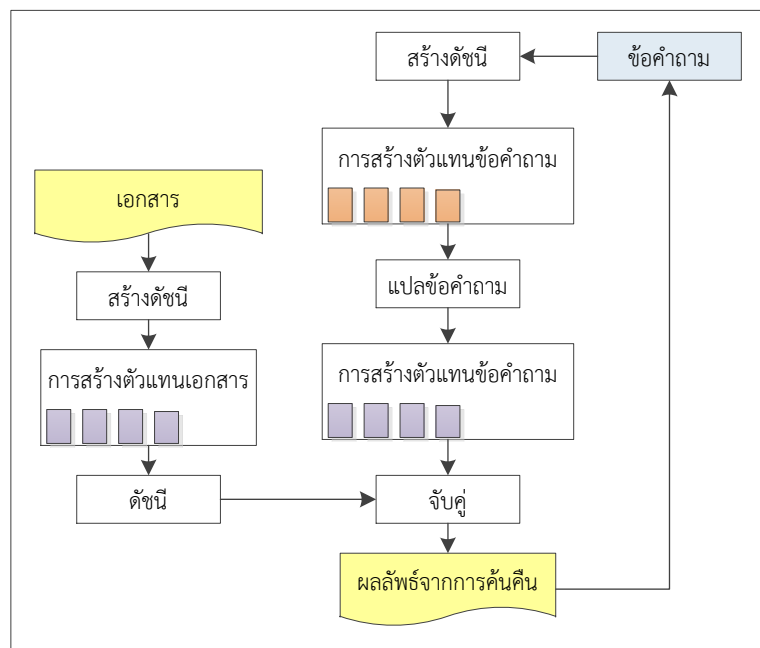 สร้างดัชนี
ข้อคำถาม
การสร้างตัวแทนข้อคำถาม
เอกสาร
แปลข้อคำถาม
สร้างดัชนี
การสร้างตัวแทนเอกสาร
การสร้างตัวแทนข้อคำถาม
ดัชนี
จับคู่
ผลลัพธ์จากการค้นคืน